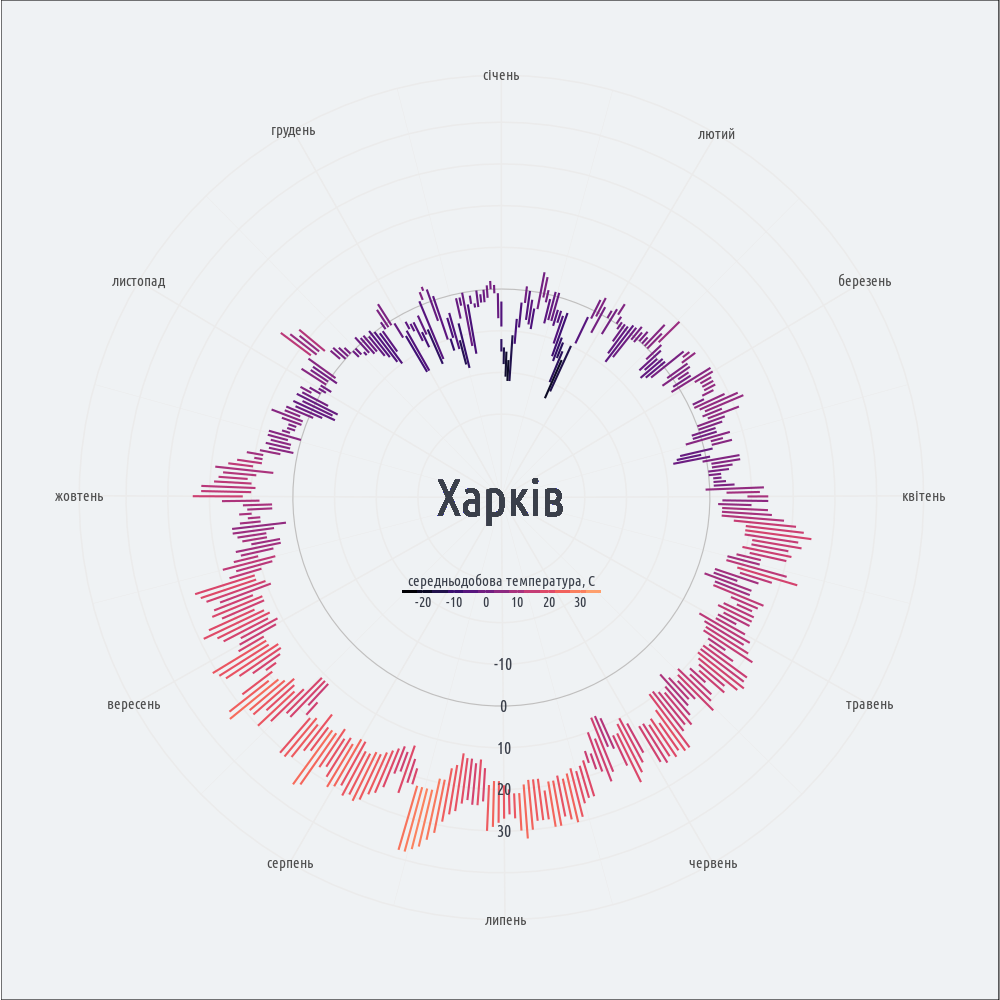 січень
грудень
лютий
листопад
березень
жовтень
Харків
квітень
середньодобова температура, С
-20 -10 0 10 20 30
-10
0
10
20
30
вересень
травень
серпень
червень
липень